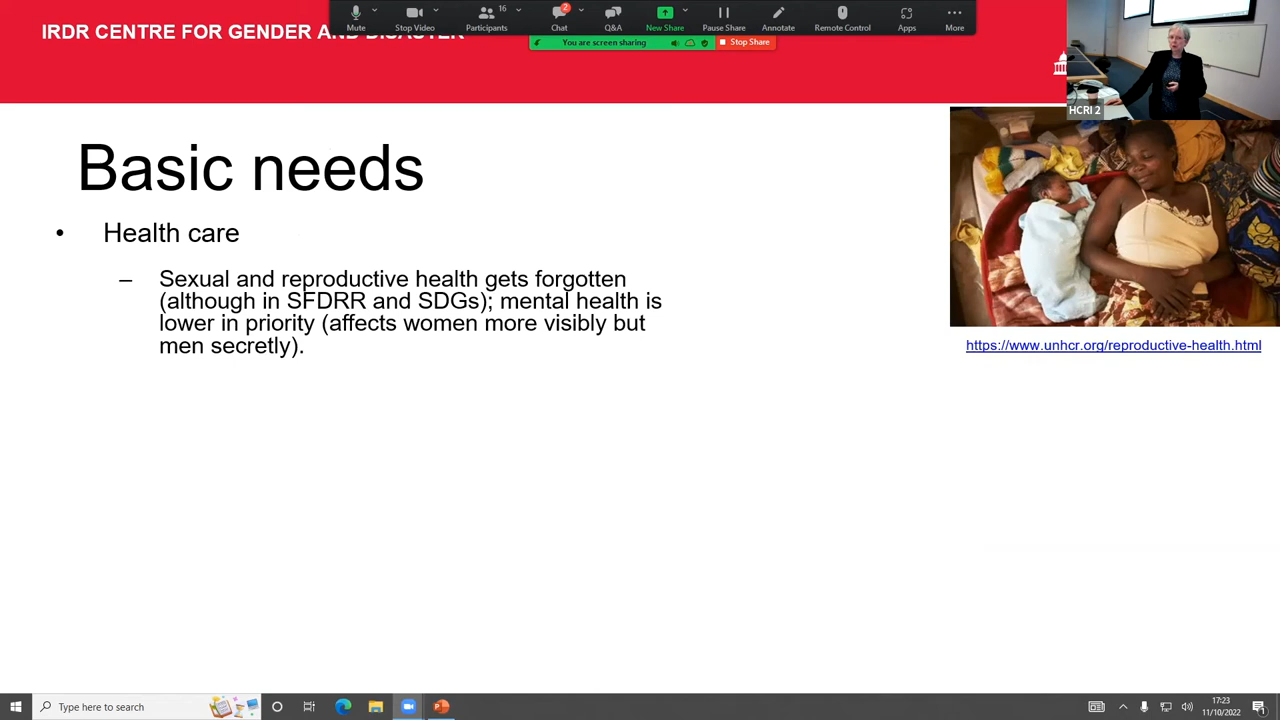 IRDR CENTRE FOR GENDER AND DISASTER
Mute
Stop Video
16
Participants
2
Chat
Q&A
New Share
Pause Share
Annotate
Remote Control
Apps
More
You are screen sharing
Stop Share
HCRI 2
Basic needs
• Health care
– Sexual and reproductive health gets forgotten
(although in SFDRR and SDGs); mental health is
lower in priority (affects women more visibly but
men secretly).
https://www.unhcr.org/reproductive-health.html
Type here to search
17:23
11/10/2022
1